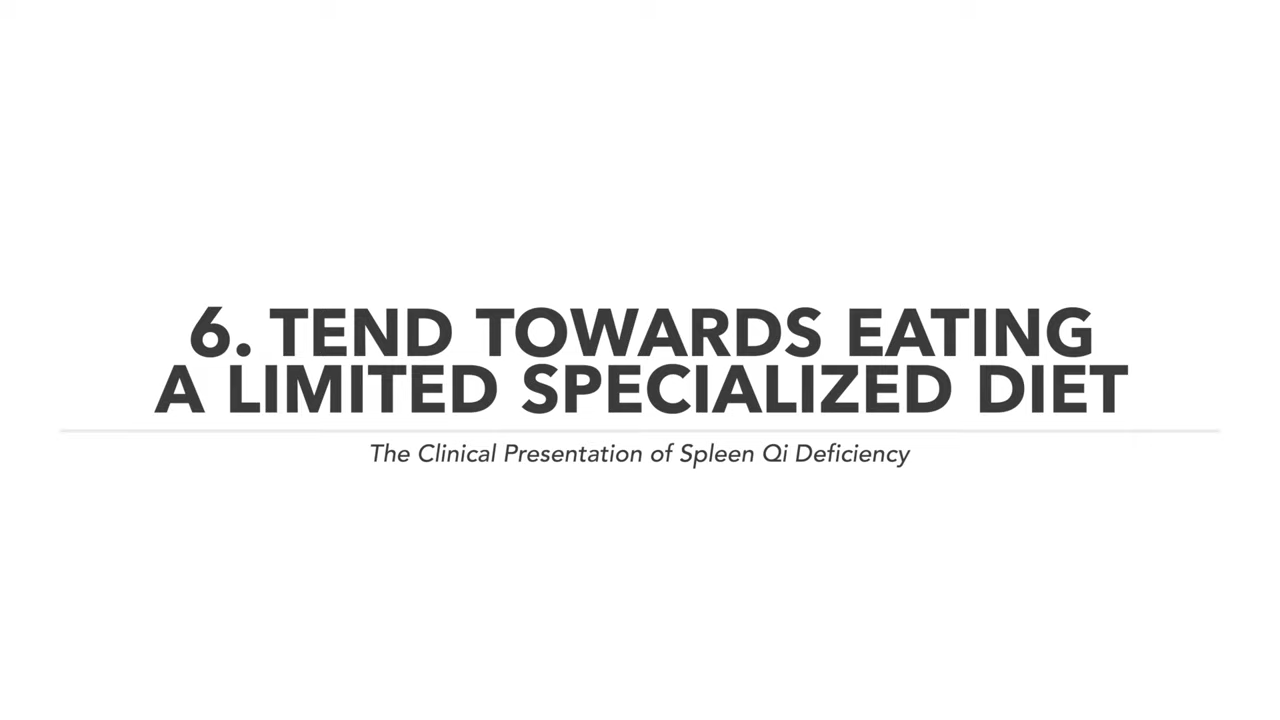 6. TEND TOWARDS EATING
A LIMITED SPECIALIZED DIET
The Clinical Presentation of Spleen Qi Deficiency